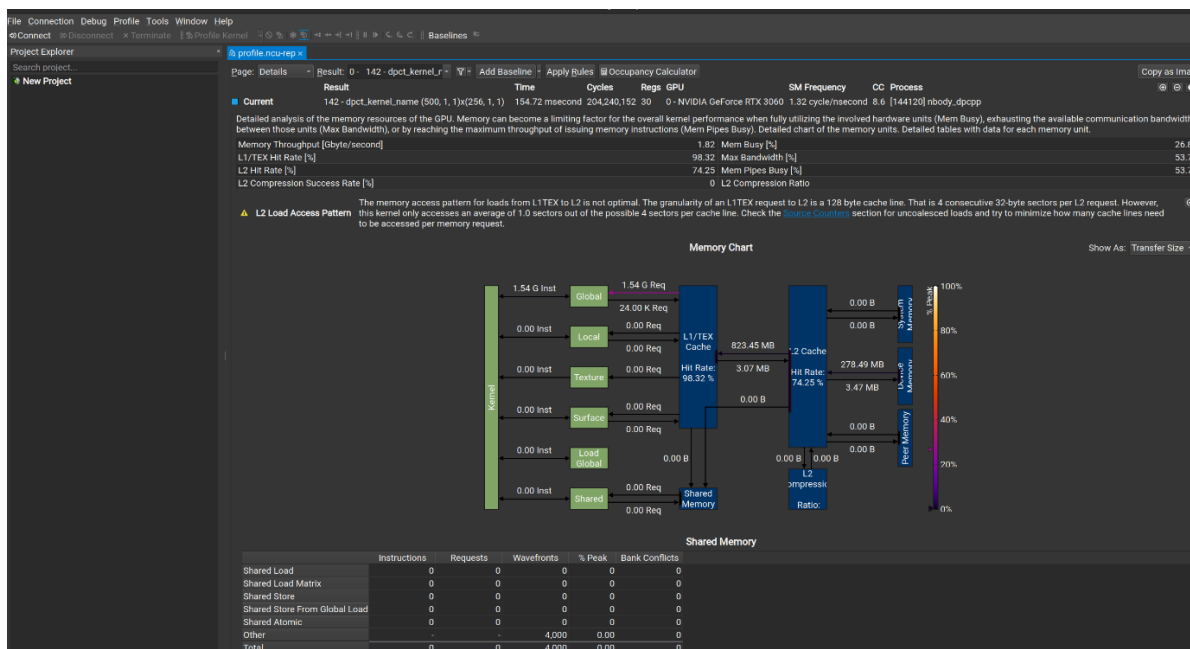 File Connection Debug Profile Tools Window Help
Connect Disconnect Terminate Profile Kernel Baselines
Project Explorer
profile.ncu-rep
Search project...
Page: Details Result: 0 - 142 - dpct_kernel_r Add Baseline Apply Rules Occupancy Calculator Copy as Ima
New Project
Result Time Cycles Regs GPU SM Frequency CC Process
Current 142 - dpct_kernel_name (500, 1, 1)x(256, 1, 1) 154.72 msecond 204,240,152 30 0 - NVIDIA GeForce RTX 3060 1.32 cycle/nsecond 8.6 [144120] nbody_dpcpp
Detailed analysis of the memory resources of the GPU. Memory can become a limiting factor for the overall kernel performance when fully utilizing the involved hardware units (Mem Busy), exhausting the available communication bandwidth
between those units (Max Bandwidth), or by reaching the maximum throughput of issuing memory instructions (Mem Pipes Busy). Detailed chart of the memory units. Detailed tables with data for each memory unit.
Memory Throughput [Gbyte/second] 1.82 Mem Busy [%] 26.8
L1/TEX Hit Rate [%] 98.32 Max Bandwidth [%] 53.7
L2 Hit Rate [%] 74.25 Mem Pipes Busy [%] 53.7
L2 Compression Success Rate [%] 0 L2 Compression Ratio
L2 Load Access Pattern
The memory access pattern for loads from L1TEX to L2 is not optimal. The granularity of an L1TEX request to L2 is a 128 byte cache line. That is 4 consecutive 32-byte sectors per L2 request. However,
this kernel only accesses an average of 1.0 sectors out of the possible 4 sectors per cache line. Check the Source Counters section for uncoalesced loads and try to minimize how many cache lines need
to be accessed per memory request.
Memory Chart
Show As: Transfer Size
Kernel
1.54 G Inst
Global
1.54 G Req
24.00 K Req
0.00 Inst
Local
0.00 Req
0.00 Req
0.00 Inst
Texture
0.00 Req
0.00 Inst
Surface
0.00 Req
0.00 Req
0.00 Inst
Load
Global
0.00 Inst
Shared
0.00 Req
0.00 Req
L1/TEX
Cache
Hit Rate:
98.32 %
0.00 B
Shared
Memory
823.45 MB
3.07 MB
0.00 B
.2 Cache
Hit Rate:
74.25 %
0.00 B 0.00 B
L2
ompressic
Ratio:
0.00 B
0.00 B
Memory
278.49 MB
3.47 MB
Memory
0.00 B
0.00 B
Peer Memory
% Peak
100%
80%
60%
40%
20%
0%
Shared Memory
Instructions Requests Wavefronts % Peak Bank Conflicts
Shared Load 0 0 0 0 0
Shared Load Matrix 0 0 0 0 0
Shared Store 0 0 0 0 0
Shared Store From Global Load 0 0 0 0 0
Shared Atomic 0 0 0 0 0
Other - - 4,000 0.00 0
Total 0 0 4,000 0.00 0